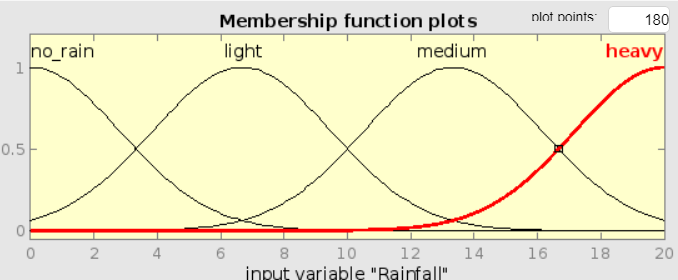 Membership function plots
plot points: 180
no_rain light medium heavy
1
0.5
0
0 2 4 6 8 10 12 14 16 18 20
input variable "Rainfall"